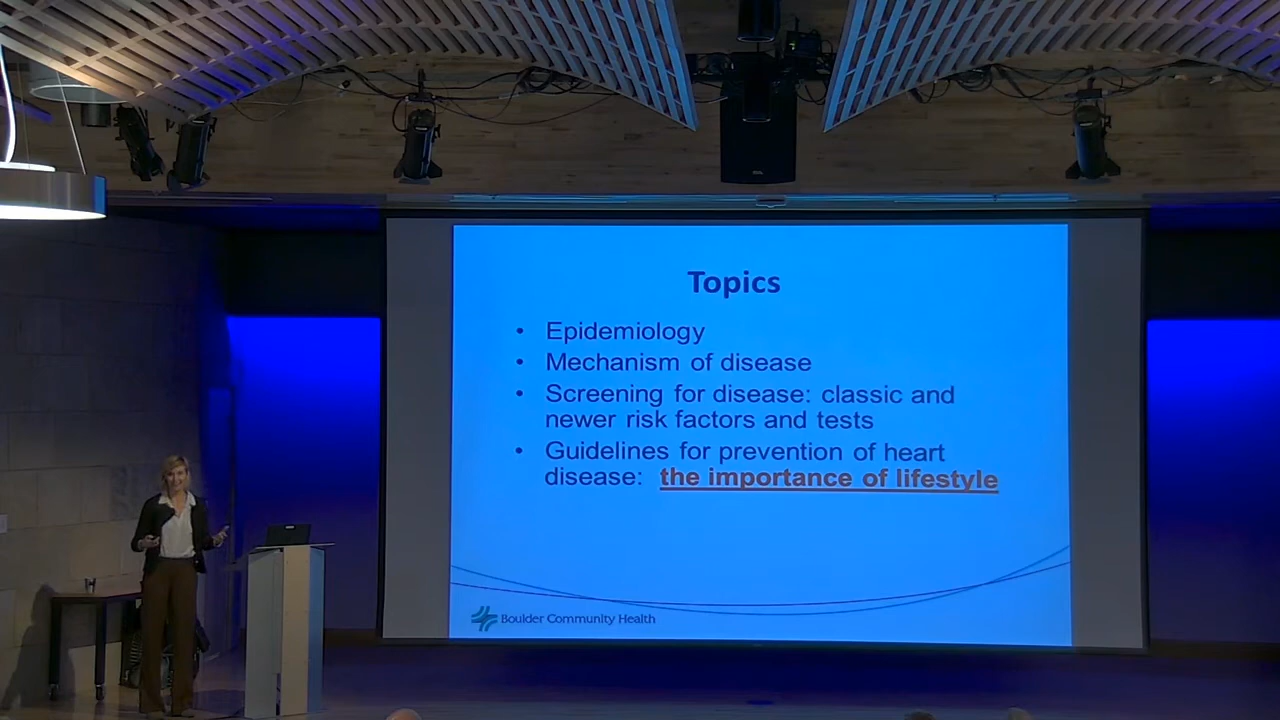 Topics
• Epidemiology
• Mechanism of disease
• Screening for disease: classic and
newer risk factors and tests
• Guidelines for prevention of heart
disease: the importance of lifestyle
Boulder Community Health